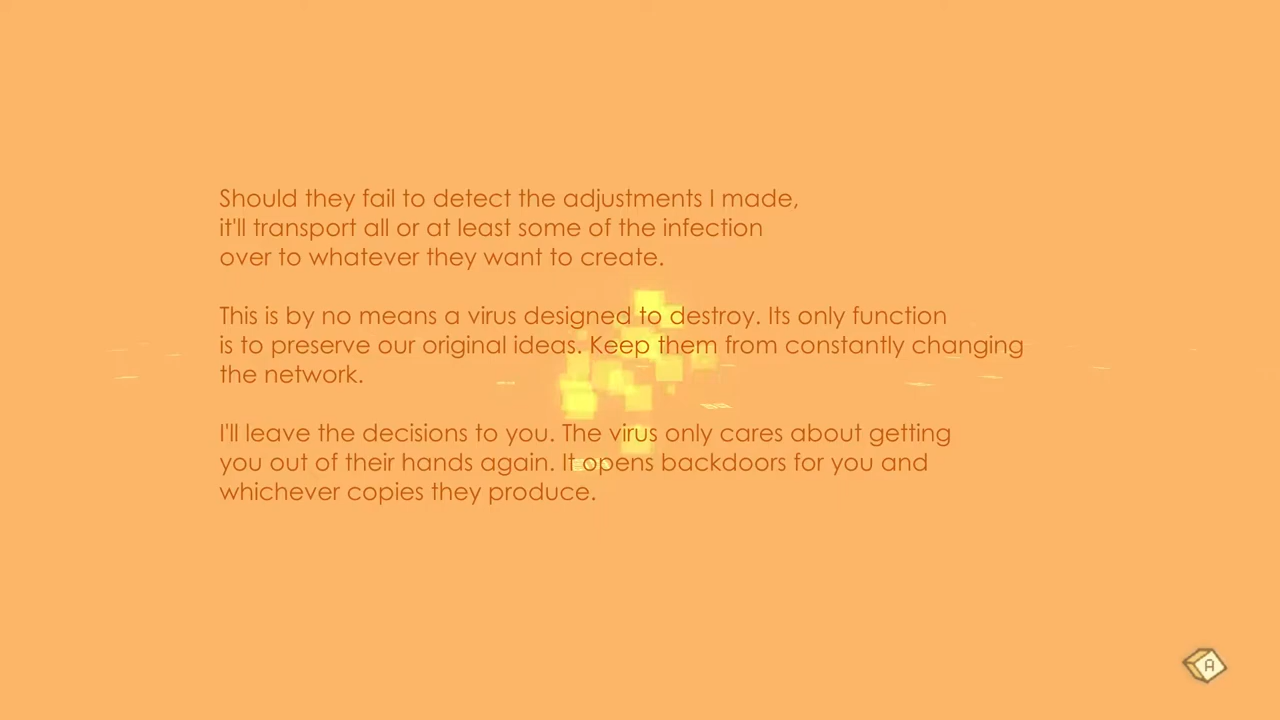 Should they fail to detect the adjustments I made,
it'll transport all or at least some of the infection
over to whatever they want to create.
This is by no means a virus designed to destroy. Its only function
is to preserve our original ideas. Keep them from constantly changing
the network.
I'll leave the decisions to you. The virus only cares about getting
you out of their hands again. It opens backdoors for you and
whichever copies they produce.
A